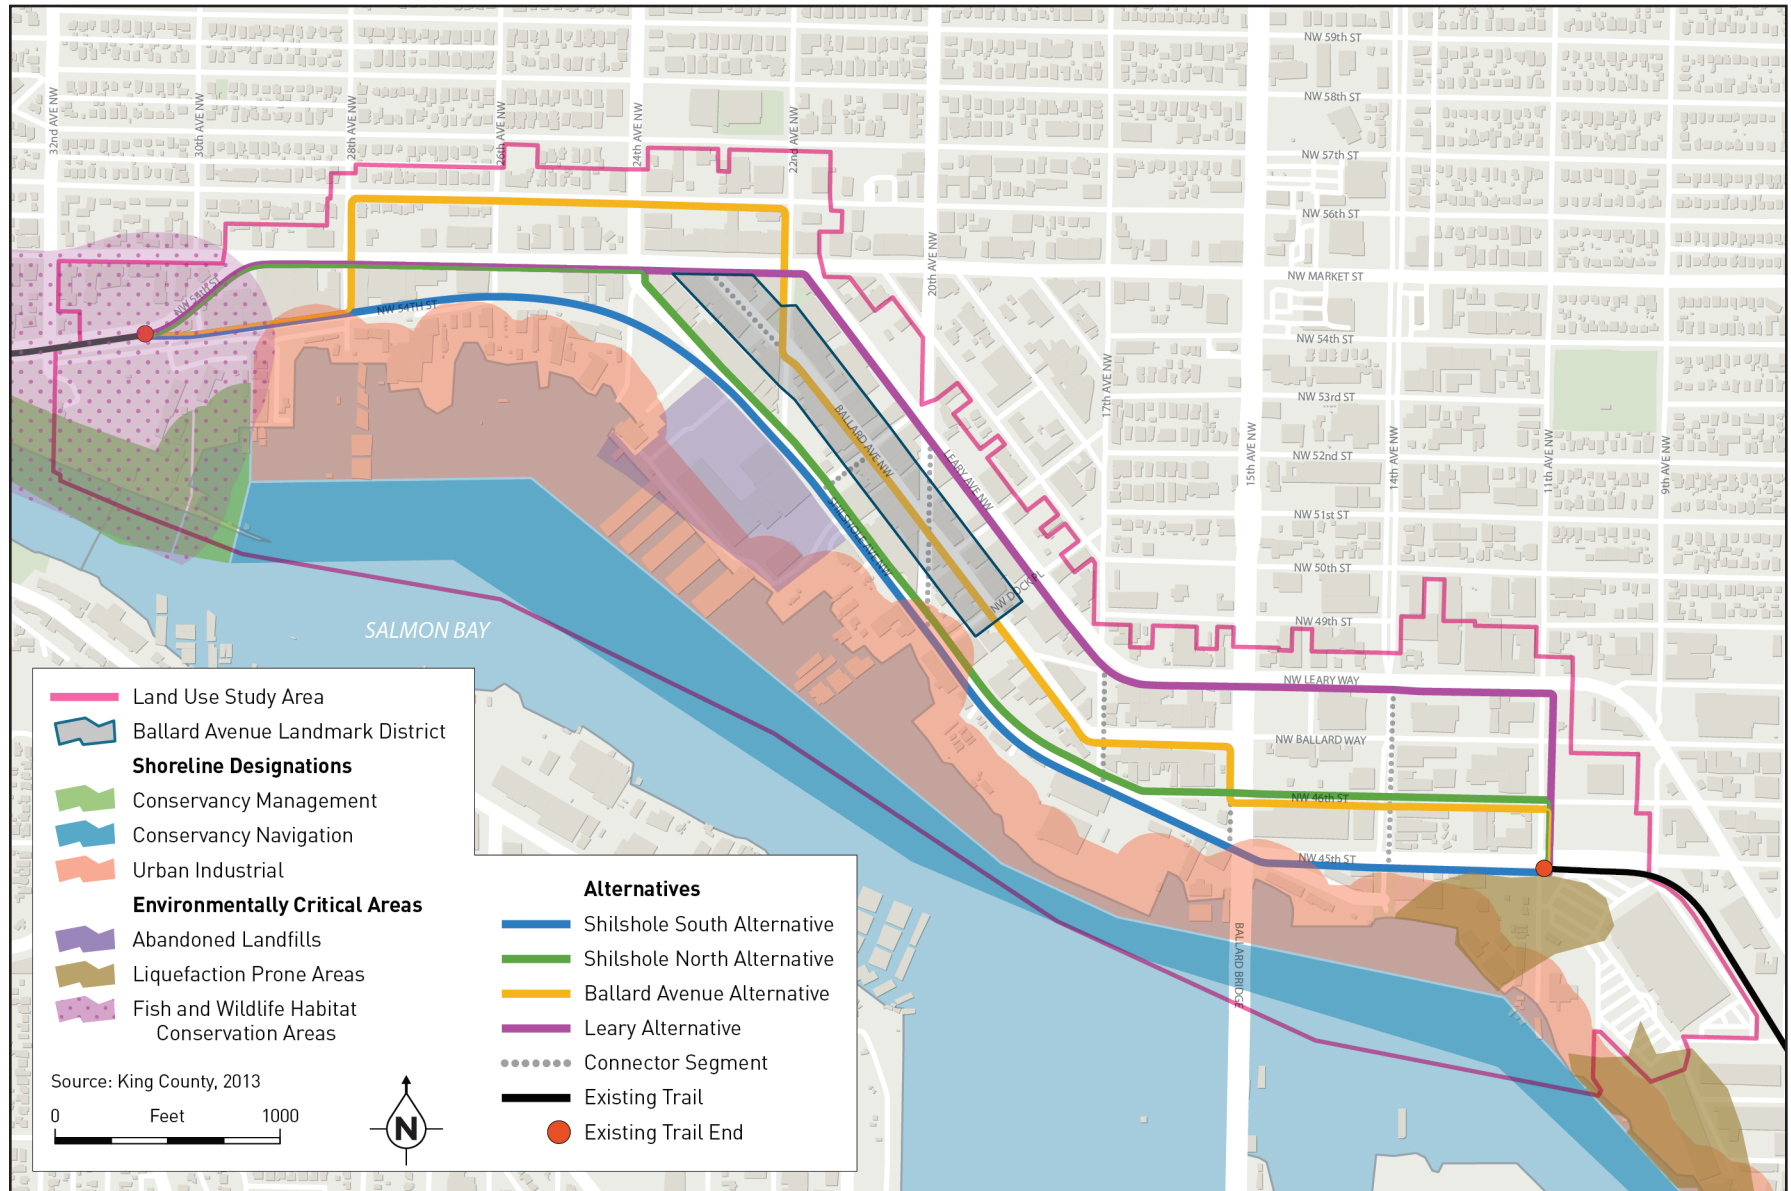 NW 59th ST
NW 58th ST
NW 57th ST
NW 56th ST
NW MARKET ST
NW 54th ST
NW 53rd ST
NW 52nd ST
NW 51st ST
NW 50th ST
NW 49th ST
NW LEARY WAY
NW BALLARD WAY
NW 46th ST
NW 45th ST
32nd AVE NW
30th AVE NW
28th AVE NW
26th AVE NW
24th AVE NW
22nd AVE NW
20th AVE NW
17th AVE NW
15th AVE NW
14th AVE NW
11th AVE NW
9th AVE NW
NW 54th ST
NW 54TH ST
BALLARD AVE NW
LEARY AVE NW
SHILSHOLE AVE NW
NW DOCK PL
BALLARD BRIDGE
SALMON BAY
Land Use Study Area
Ballard Avenue Landmark District
Shoreline Designations
Conservancy Management
Conservancy Navigation
Urban Industrial
Environmentally Critical Areas
Abandoned Landfills
Liquefaction Prone Areas
Fish and Wildlife Habitat
Conservation Areas
Source: King County, 2013
0 Feet 1000
N
Alternatives
Shilshole South Alternative
Shilshole North Alternative
Ballard Avenue Alternative
Leary Alternative
Connector Segment
Existing Trail
Existing Trail End